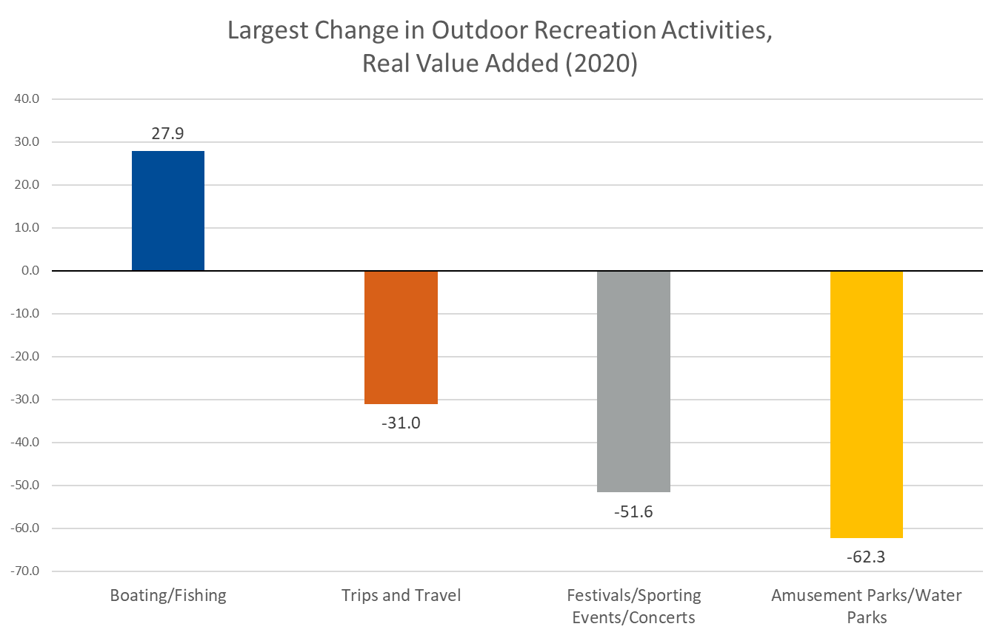 Largest Change in Outdoor Recreation Activities,
Real Value Added (2020)
40.0
30.0
20.0
10.0
0.0
-10.0
-20.0
-30.0
-40.0
-50.0
-60.0
-70.0
27.9
-31.0
-51.6
-62.3
Boating/Fishing
Trips and Travel
Festivals/Sporting
Events/Concerts
Amusement Parks/Water
Parks